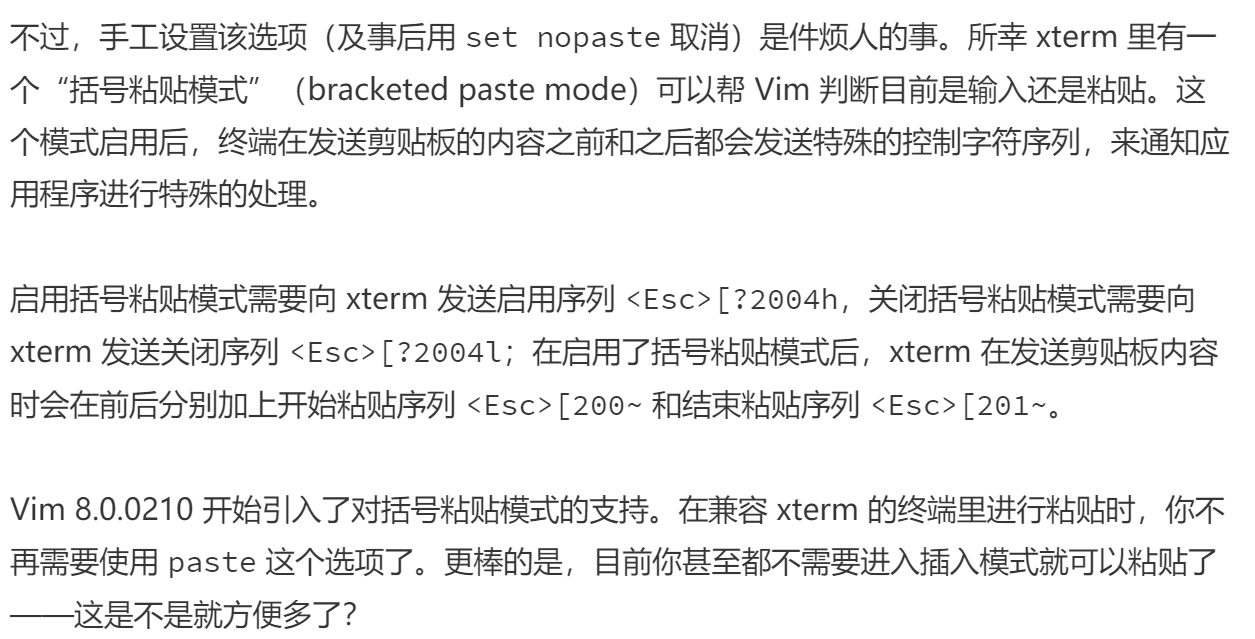 不过，手工设置该选项（及事后用 set nopaste 取消）是件烦人的事。所幸 xterm 里有一
个“括号粘贴模式”（bracketed paste mode）可以帮 Vim 判断目前是输入还是粘贴。这
个模式启用后，终端在发送剪贴板的内容之前和之后都会发送特殊的控制字符序列，来通知应
用程序进行特殊的处理。
启用括号粘贴模式需要向 xterm 发送启用序列 <Esc>[?2004h，关闭括号粘贴模式需要向
xterm 发送关闭序列 <Esc>[?2004l；在启用了括号粘贴模式后，xterm 在发送剪贴板内容
时会在前后分别加上开始粘贴序列 <Esc>[200~ 和结束粘贴序列 <Esc>[201~。
Vim 8.0.0210 开始引入了对括号粘贴模式的支持。在兼容 xterm 的终端里进行粘贴时，你不
再需要使用 paste 这个选项了。更棒的是，目前你甚至都不需要进入插入模式就可以粘贴了
——这是不是就方便多了？